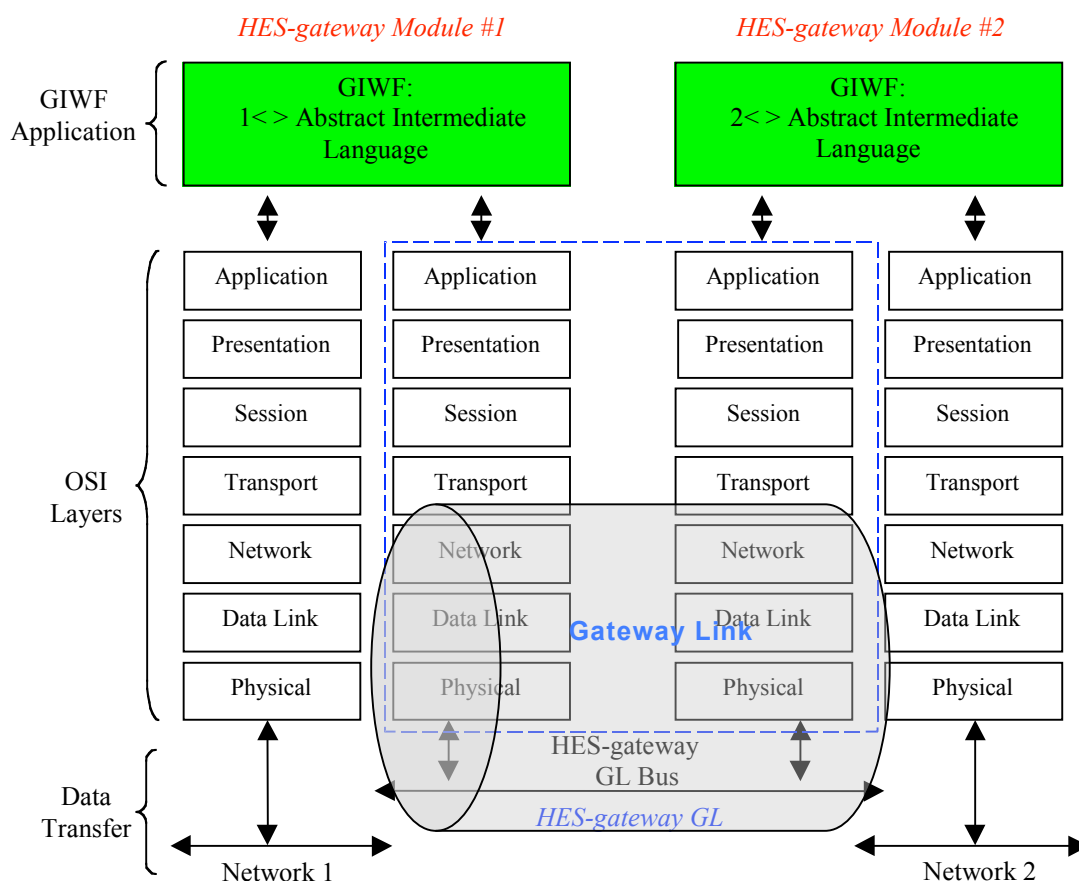 HES-gateway Module #1
HES-gateway Module #2
GIWF
Application
GIWF:
1< > Abstract Intermediate
Language
GIWF:
2< > Abstract Intermediate
Language
OSI
Layers
Application
Application
Application
Application
Presentation
Presentation
Presentation
Presentation
Session
Session
Session
Session
Transport
Transport
Transport
Transport
Network
Network
Network
Network
Data Link
Data Link
Data Link
Data Link
Gateway Link
Physical
Physical
Physical
Physical
HES-gateway
GL Bus
HES-gateway GL
Data
Transfer
Network 1
Network 2